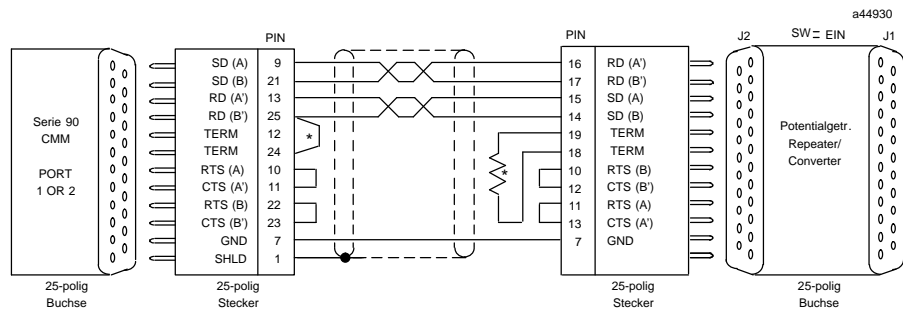 a44930
J2
SW = EIN
J1
PIN
PIN
Serie 90
CMM
PORT
1 OR 2
SD (A) 9
SD (B) 21
RD (A') 13
RD (B') 25
TERM 12
TERM 24
RTS (A) 10
CTS (A') 11
RTS (B) 22
CTS (B') 23
GND 7
SHLD 1
*
*
16 RD (A')
17 RD (B')
15 SD (A)
14 SD (B)
19 TERM
18 TERM
10 RTS (B)
12 CTS (B')
11 RTS (A)
13 CTS (A')
7 GND
Potentialgetr.
Repeater/
Converter
25-polig
Buchse
25-polig
Stecker
25-polig
Stecker
25-polig
Buchse